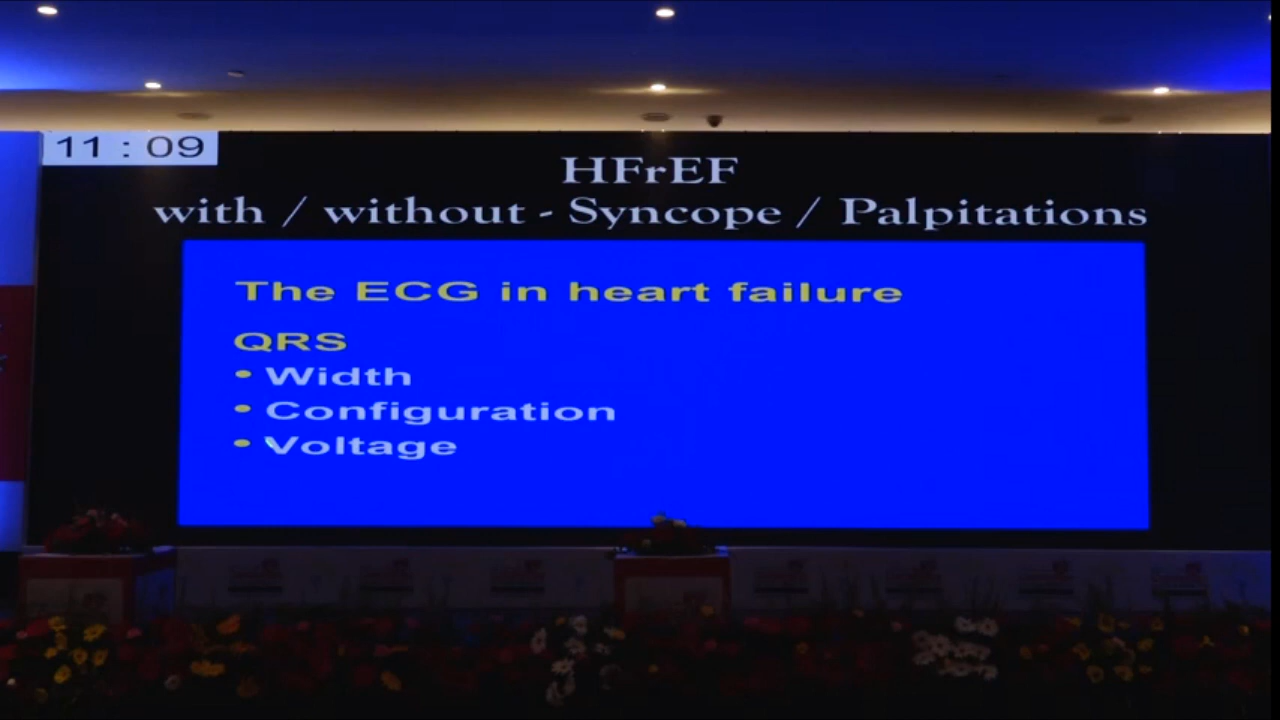 11 : 09
HFrEF
with / without - Syncope / Palpitations
The ECG in heart failure
QRS
• Width
• Configuration
• Voltage